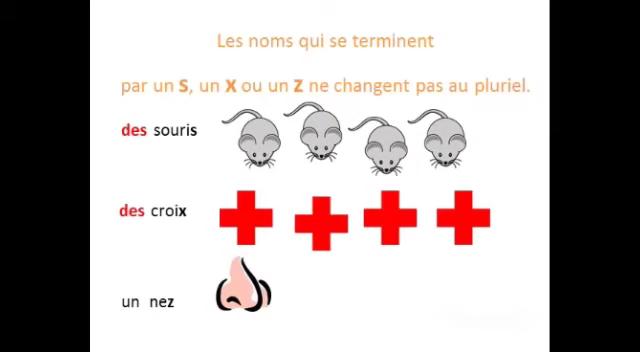 Les noms qui se terminent
par un S, un X ou un Z ne changent pas au pluriel.
des souris
des croix
un nez